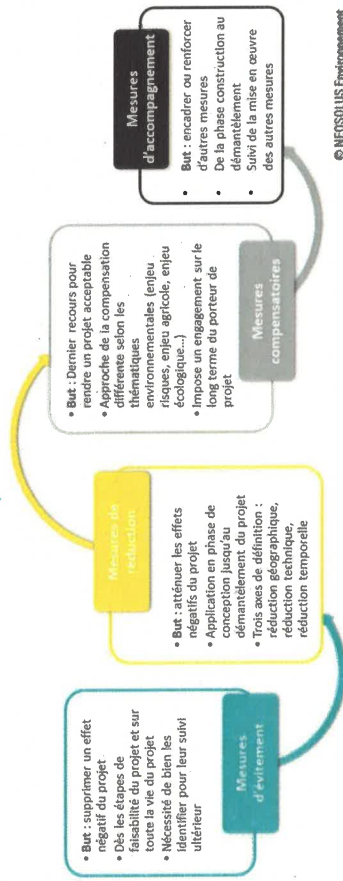 • But : supprimer un effet
négatif du projet
• Dès les étapes de
faisabilité du projet et sur
toute la vie du projet
• Nécessité de bien les
identifier pour leur suivi
ultérieur
Mesures
d'évitement
Mesures de
réduction
• But : atténuer les effets
négatifs du projet
• Application en phase de
conception jusqu'au
démantèlement du projet
• Trois axes de définition :
réduction géographique,
réduction technique,
réduction temporelle
• But : Dernier recours pour
rendre un projet acceptable
• Approche de la compensation
différente selon les
thématiques
environnementales (enjeu
risques, enjeu agricole, enjeu
écologique...)
• Impose un engagement sur le
long terme du porteur de
projet
Mesures
compensatoires
Mesures
d'accompagnement
• But : encadrer ou renforcer
d'autres mesures
• De la phase construction au
démantèlement
• Suivi de la mise en œuvre
des autres mesures
© NEOSOLUS Environnement